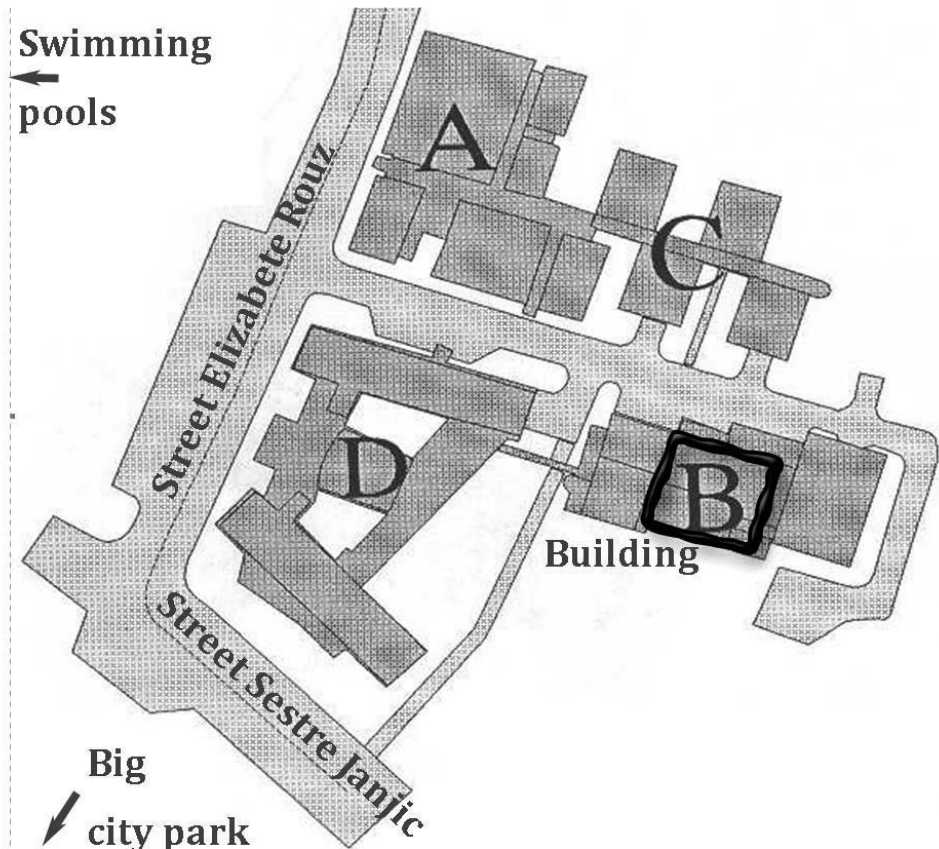 Swimming
pools
A
C
Street Elizabete Rouz
D
B
Building
Street Sestre Janjic
Big
city park